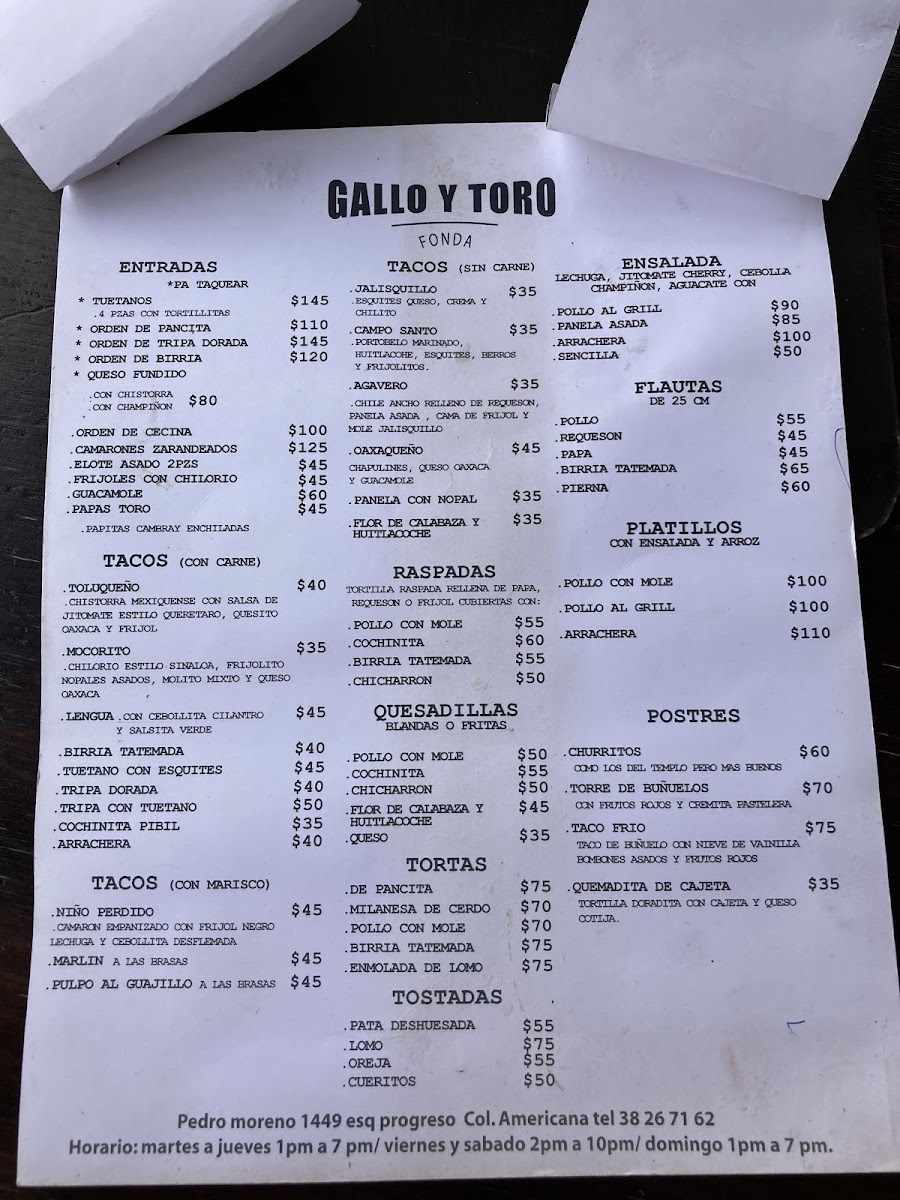 GALLO Y TORO
FONDA
ENTRADAS
*PA TAQUEAR
* TUETANOS $145
.4 PZAS CON TORTILLITAS
* ORDEN DE PANCITA $110
* ORDEN DE TRIPA DORADA $145
* ORDEN DE BIRRIA $120
* QUESO FUNDIDO
.CON CHISTORRA
.CON CHAMPIÑON $80
.ORDEN DE CECINA $100
.CAMARONES ZARANDEADOS $125
.ELOTE ASADO 2PZS $45
.FRIJOLES CON CHILORIO $45
.GUACAMOLE $60
.PAPAS TORO $45
.PAPITAS CAMBRAY ENCHILADAS
TACOS (CON CARNE)
.TOLUQUEÑO $40
.CHISTORRA MEXIQUENSE CON SALSA DE
JITOMATE ESTILO QUERETARO, QUESITO
OAXACA Y FRIJOL
.MOCORITO $35
.CHILORIO ESTILO SINALOA, FRIJOLITO
NOPALES ASADOS, MOLITO MIXTO Y QUESO
OAXACA
.LENGUA .CON CEBOLLITA CILANTRO $45
Y SALSITA VERDE
.BIRRIA TATEMADA $40
.TUETANO CON ESQUITES $45
.TRIPA DORADA $40
.TRIPA CON TUETANO $50
.COCHINITA PIBIL $35
.ARRACHERA $40
TACOS (CON MARISCO)
.NIÑO PERDIDO $45
.CAMARON EMPANIZADO CON FRIJOL NEGRO
LECHUGA Y CEBOLLITA DESFLEMADA
.MARLIN A LAS BRASAS $45
.PULPO AL GUAJILLO A LAS BRASAS $45
TACOS (SIN CARNE)
.JALISQUILLO $35
.ESQUITES QUESO, CREMA Y
CHILITO
.CAMPO SANTO $35
.PORTOBELO MARINADO,
HUITLACOHE, ESQUITES, BERROS
Y FRIJOLITOS.
.AGAVERO $35
.CHILE ANCHO RELLENO DE REQUESON,
PANELA ASADA , CAMA DE FRIJOL Y
MOLE JALISQUILLO
.OAXAQUEÑO $45
CHAPULINES, QUESO OAXACA
Y GUACAMOLE
.PANELA CON NOPAL $35
.FLOR DE CALABAZA Y $35
HUITLACOCHE
RASPADAS
TORTILLA RASPADA RELLENA DE PAPA,
REQUESON O FRIJOL CUBIERTAS CON:
.POLLO CON MOLE $55
.COCHINITA $60
.BIRRIA TATEMADA $55
.CHICHARRON $50
QUESADILLAS
BLANDAS O FRITAS
.POLLO CON MOLE $50
.COCHINITA $55
.CHICHARRON $50
.FLOR DE CALABAZA Y $45
HUITLACOCHE
.QUESO $35
TORTAS
.DE PANCITA $75
.MILANESA DE CERDO $70
.POLLO CON MOLE $70
.BIRRIA TATEMADA $75
.ENMOLADA DE LOMO $75
TOSTADAS
.PATA DESHUESADA $55
.LOMO $75
.OREJA $55
.CUERITOS $50
ENSALADA
LECHUGA, JITOMATE CHERRY, CEBOLLA
CHAMPIÑON, AGUACATE CON
.POLLO AL GRILL $90
.PANELA ASADA $85
.ARRACHERA $100
.SENCILLA $50
FLAUTAS
DE 25 CM
.POLLO $55
.REQUESON $45
.PAPA $45
.BIRRIA TATEMADA $65
.PIERNA $60
PLATILLOS
CON ENSALADA Y ARROZ
.POLLO CON MOLE $100
.POLLO AL GRILL $100
.ARRACHERA $110
POSTRES
.CHURRITOS $60
COMO LOS DEL TEMPLO PERO MAS BUENOS
.TORRE DE BUÑUELOS $70
CON FRUTOS ROJOS Y CREMITA PASTELERA
.TACO FRIO $75
TACO DE BUÑUELO CON NIEVE DE VAINILLA
BOMBONES ASADOS Y FRUTOS ROJOS
.QUEMADITA DE CAJETA $35
TORTILLA DORADITA CON CAJETA Y QUESO
COTIJA.
Pedro moreno 1449 esq progreso Col. Americana tel 38 26 71 62
Horario: martes a jueves 1pm a 7 pm/ viernes y sabado 2pm a 10pm/ domingo 1pm a 7 pm.